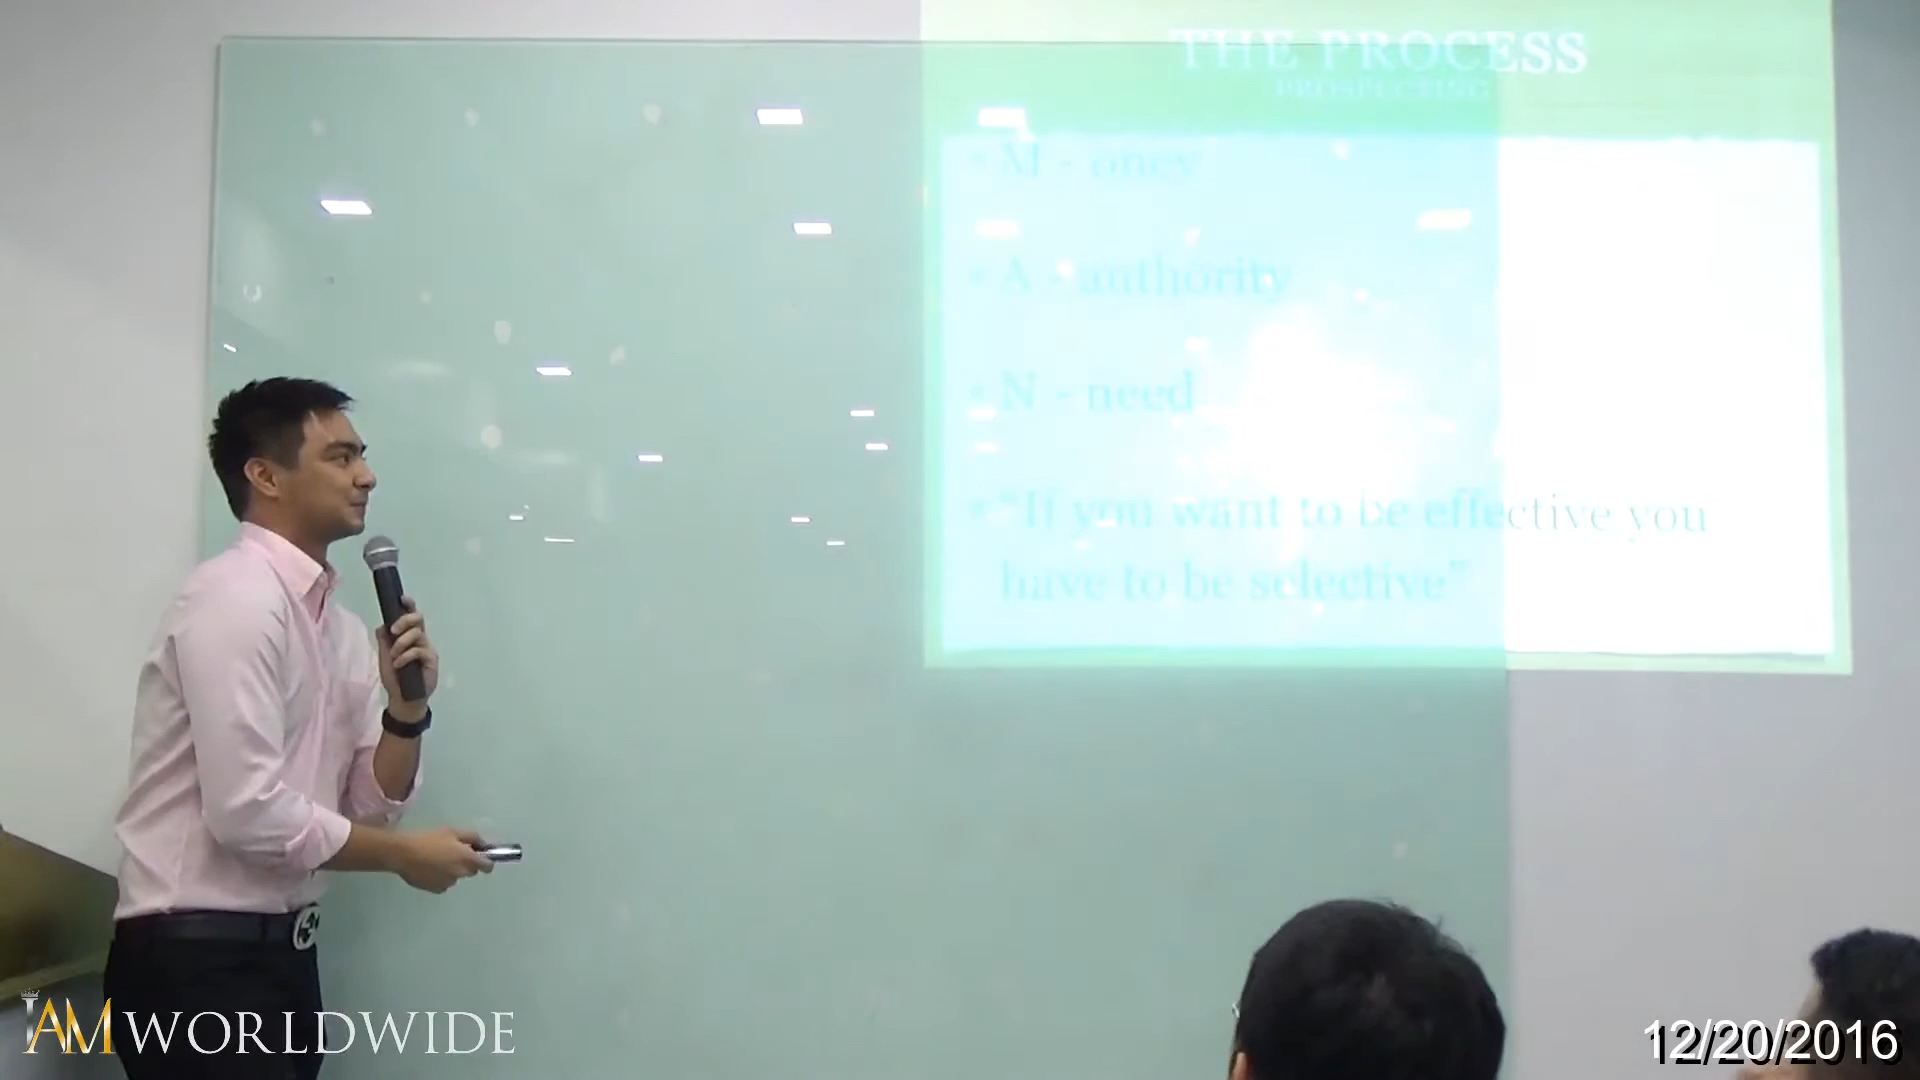 THE PROCESS
PROSPECTING
• M - oney
• A - authority
• N - need
• "If you want to be effective you
have to be selective"
IAM WORLDWIDE
12/20/2016